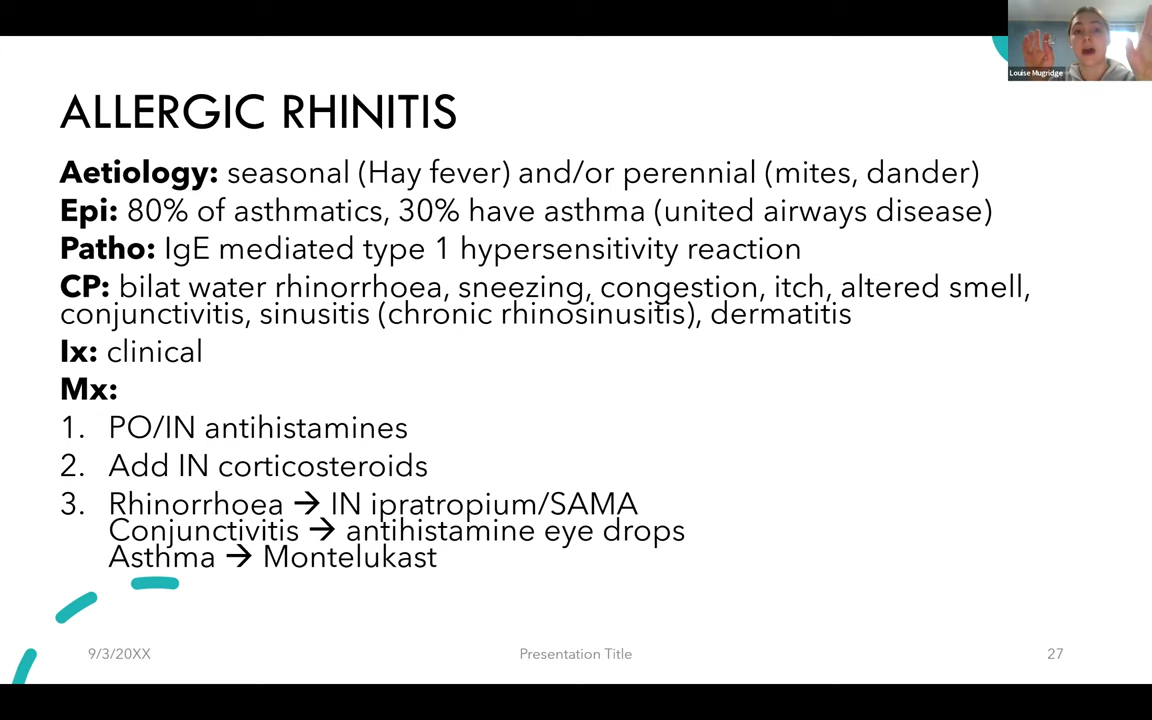 Louise Mugridge
ALLERGIC RHINITIS
Aetiology: seasonal (Hay fever) and/or perennial (mites, dander)
Epi: 80% of asthmatics, 30% have asthma (united airways disease)
Patho: IgE mediated type 1 hypersensitivity reaction
CP: bilat water rhinorrhoea, sneezing, congestion, itch, altered smell,
conjunctivitis, sinusitis (chronic rhinosinusitis), dermatitis
Ix: clinical
Mx:
1. PO/IN antihistamines
2. Add IN corticosteroids
3. Rhinorrhoea → IN ipratropium/SAMA
Conjunctivitis → antihistamine eye drops
Asthma → Montelukast
9/3/20XX Presentation Title 27